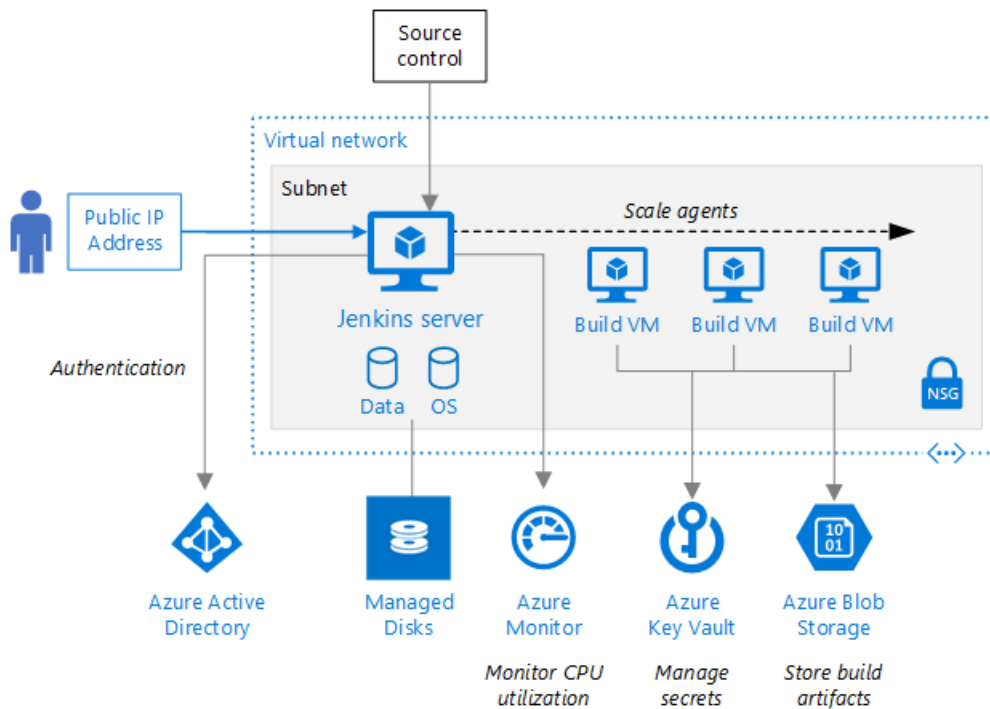 Source
control
Virtual network
Subnet
Scale agents
Public IP
Address
Jenkins server
Build VM
Build VM
Build VM
Authentication
Data
OS
NSG
Azure Active
Directory
Managed
Disks
Azure
Monitor
Azure
Key Vault
Azure Blob
Storage
10
01
Monitor CPU
utilization
Manage
secrets
Store build
artifacts